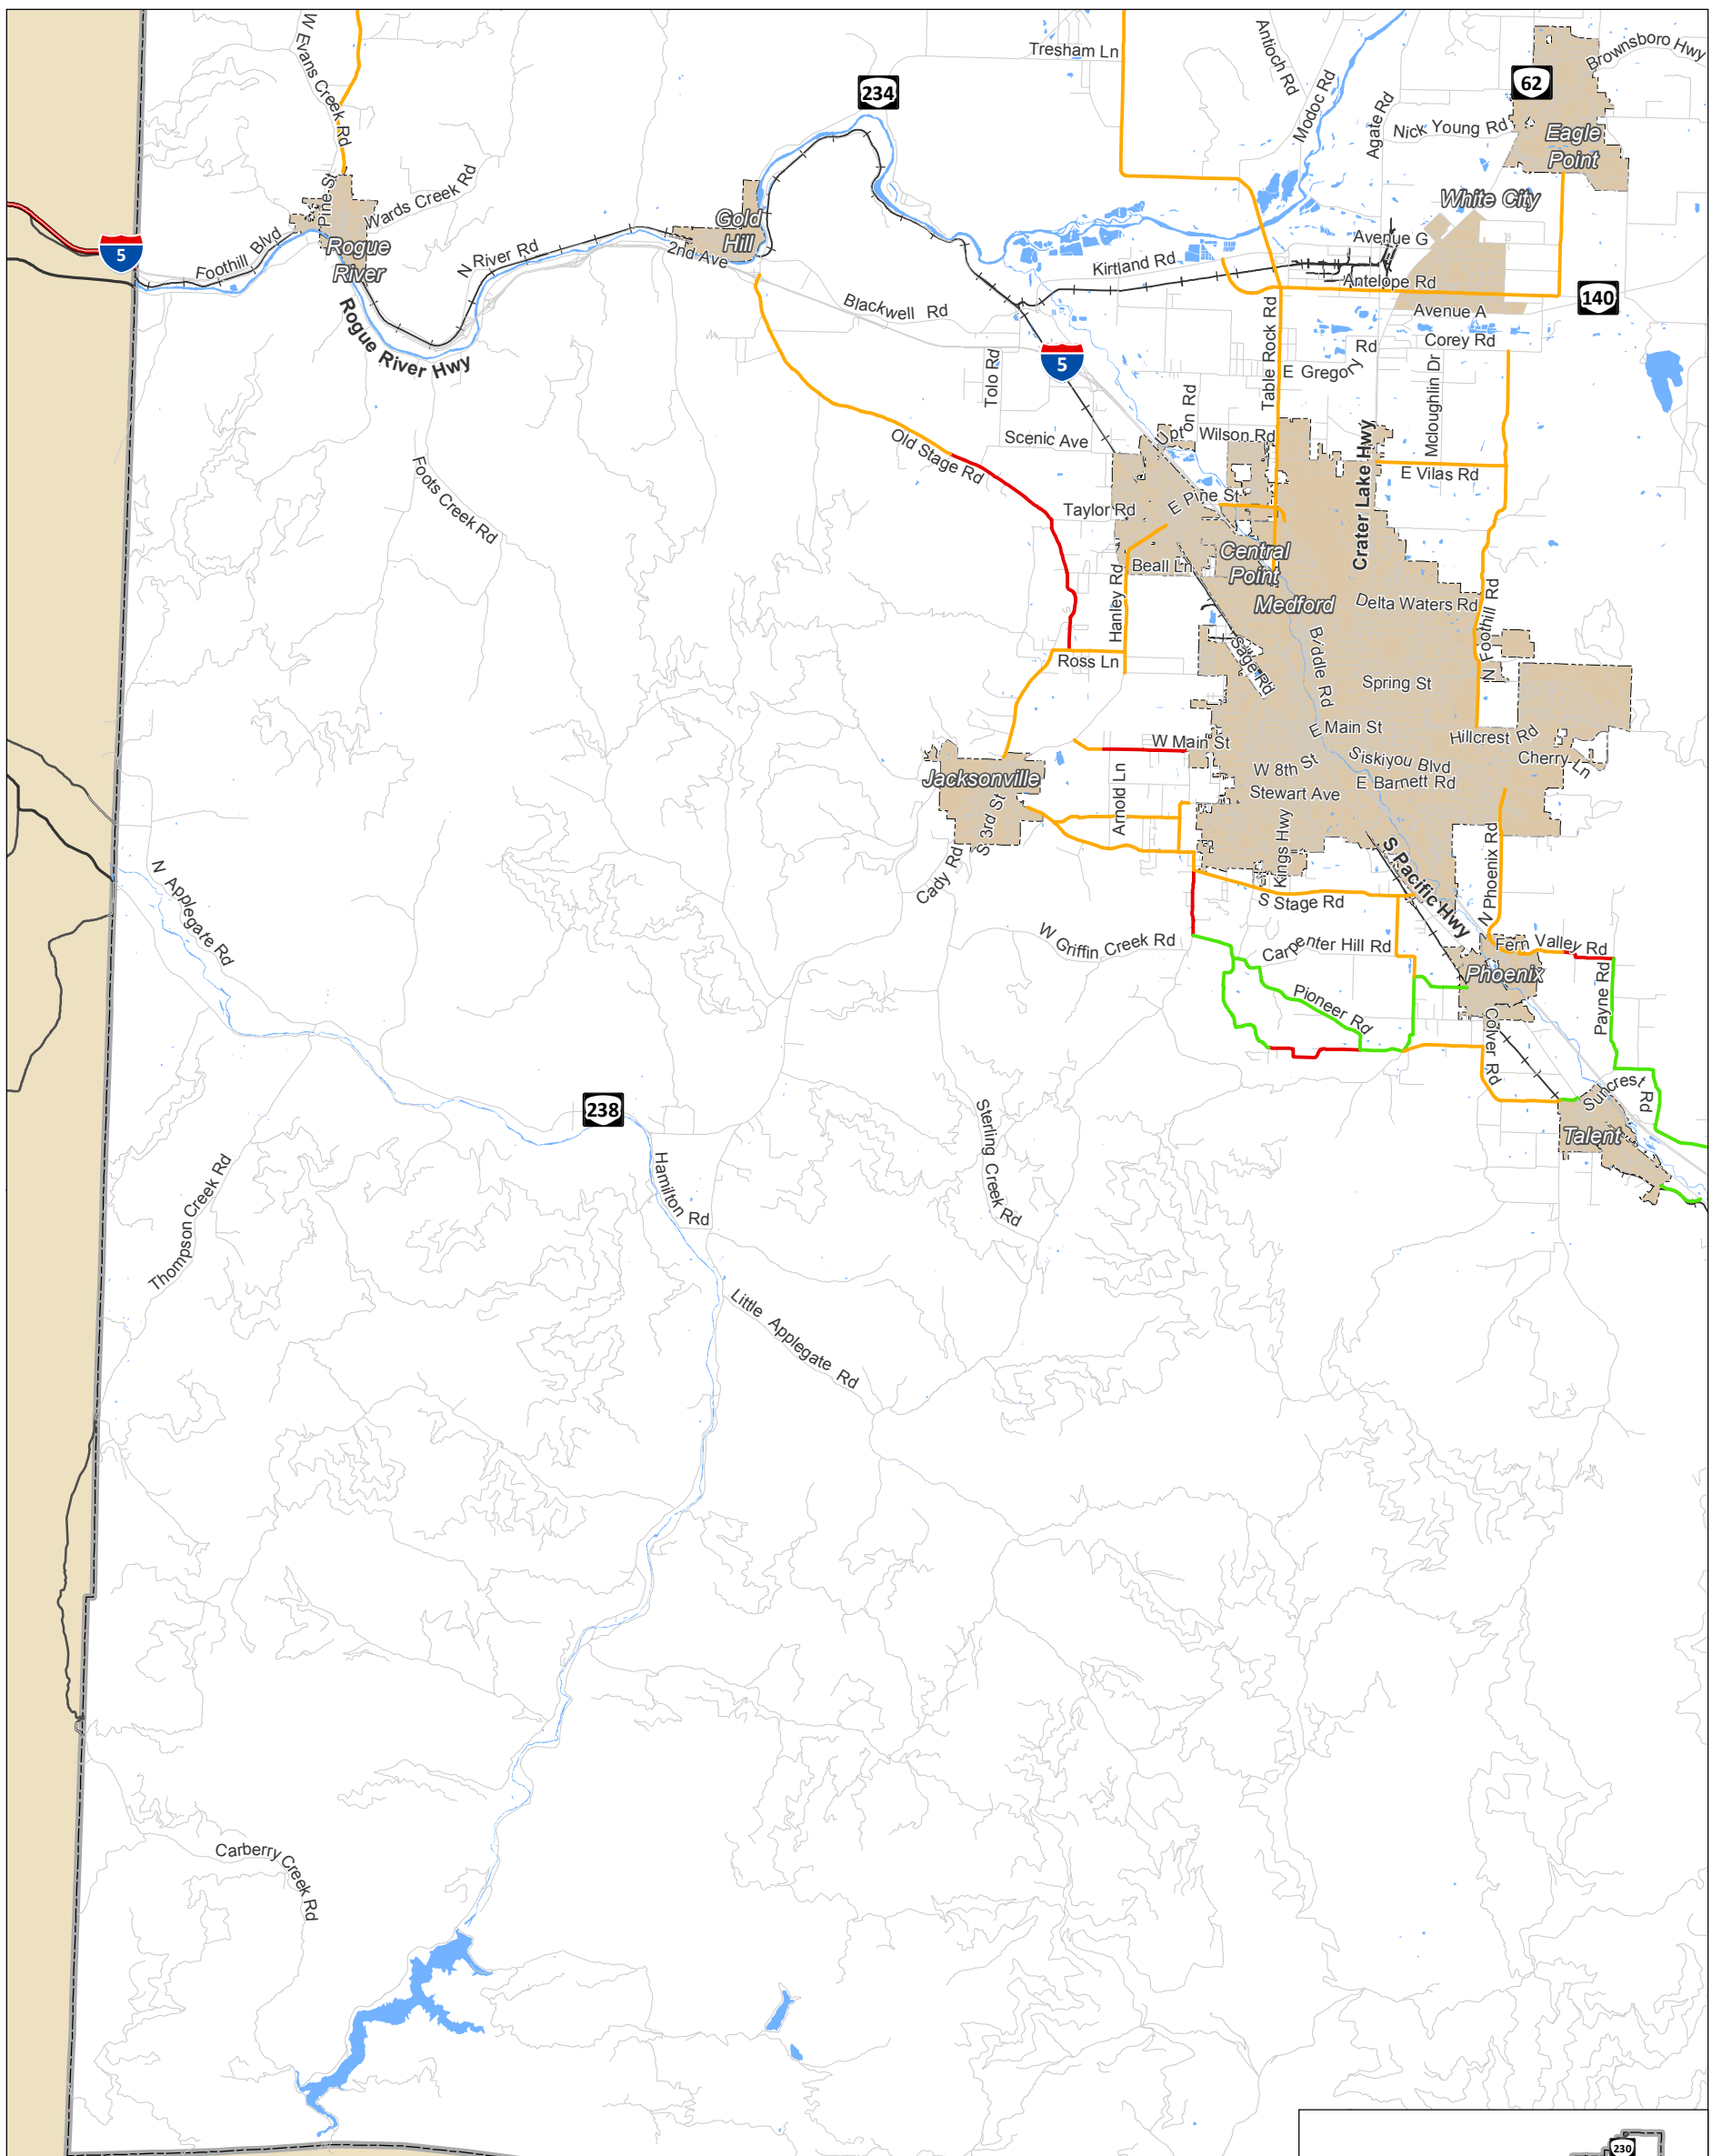 Tresham Ln
Antioch Rd
Modoc Rd
Agate Rd
Brownsboro Hwy
62
Nick Young Rd
Eagle
Point
W Evans Creek Rd
234
Pine St
Wards Creek Rd
White City
Gold
Hill
Rogue
River
Foothill Blvd
5
N River Rd
2nd Ave
Avenue G
Kirtland Rd
Antelope Rd
140
Avenue A
Blackwell Rd
Rogue River Hwy
5
Table Rock Rd
Corey Rd
E Gregory Rd
Tolo Rd
Mcloughlin Dr
Upton Rd
Wilson Rd
Scenic Ave
Old Stage Rd
Crater Lake Hwy
E Vilas Rd
Foots Creek Rd
Taylor Rd
E Pine St
Central
Point
Beall Ln
Hanley Rd
Medford
Delta Waters Rd
N Foothill Rd
Biddle Rd
Sage Rd
Ross Ln
Spring St
E Main St
W Main St
Hillcrest Rd
Siskiyou Blvd
Cherry Ln
W 8th St
E Barnett Rd
Jacksonville
Arnold Ln
Stewart Ave
S 3rd St
Kings Hwy
Cady Rd
S Pacific Hwy
N Phoenix Rd
N Applegate Rd
S Stage Rd
W Griffin Creek Rd
Carpenter Hill Rd
Fern Valley Rd
Phoenix
Pioneer Rd
Payne Rd
Colver Rd
Suncrest Rd
238
Talent
Sterling Creek Rd
Hamilton Rd
Thompson Creek Rd
Little Applegate Rd
Carberry Creek Rd
230